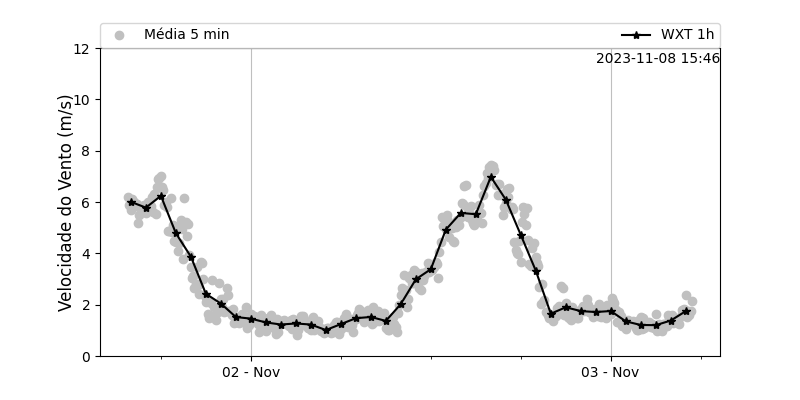 Média 5 min
WXT 1h
2023-11-08 15:46
Velocidade do Vento (m/s)
12
10
8
6
4
2
0
02 - Nov
03 - Nov